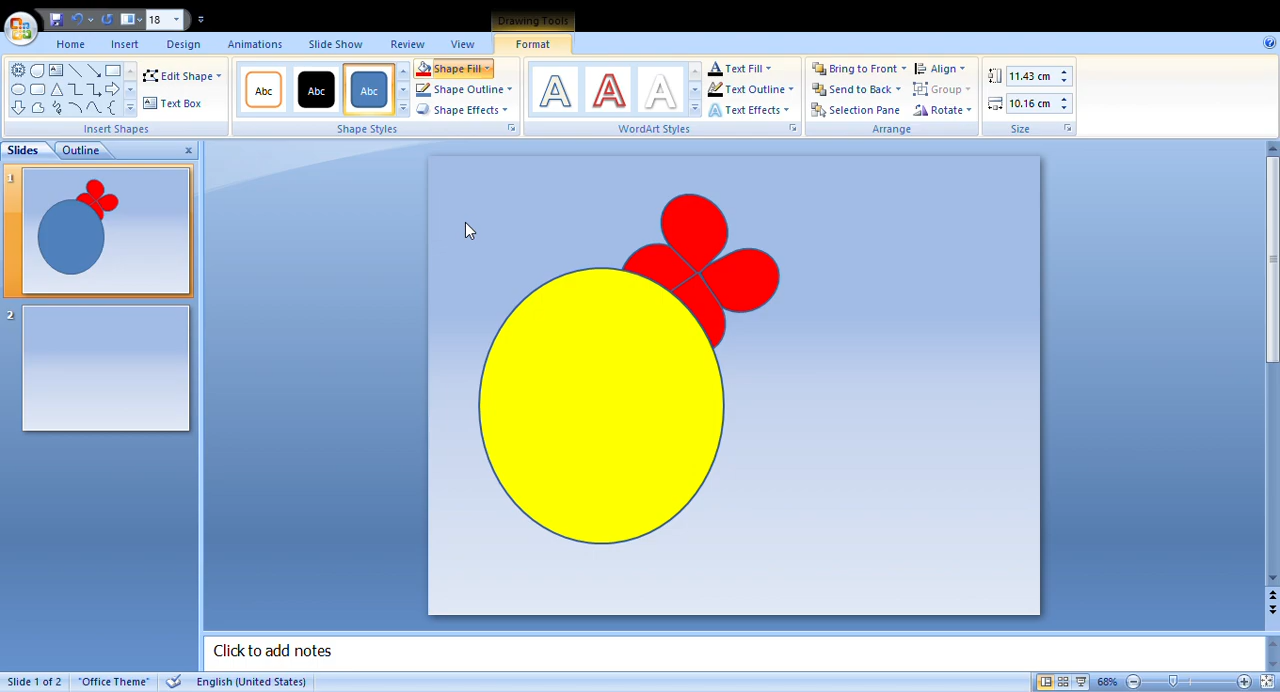 18
Drawing Tools
Home Insert Design Animations Slide Show Review View Format
Edit Shape
Text Box
Insert Shapes
Abc Abc Abc
Shape Fill
Shape Outline
Shape Effects
Shape Styles
A A A
Text Fill
Text Outline
Text Effects
WordArt Styles
Bring to Front
Send to Back
Selection Pane
Align
Group
Rotate
Arrange
11.43 cm
10.16 cm
Size
Slides Outline
1
2
Click to add notes
Slide 1 of 2 "Office Theme" English (United States) 68%